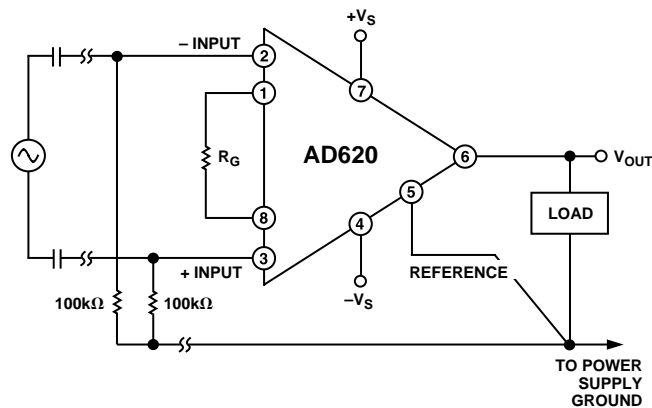 +VS
– INPUT
2
1
7
RG
AD620
6
VOUT
5
8
4
LOAD
3
+ INPUT
REFERENCE
100kΩ
100kΩ
–VS
TO POWER
SUPPLY
GROUND